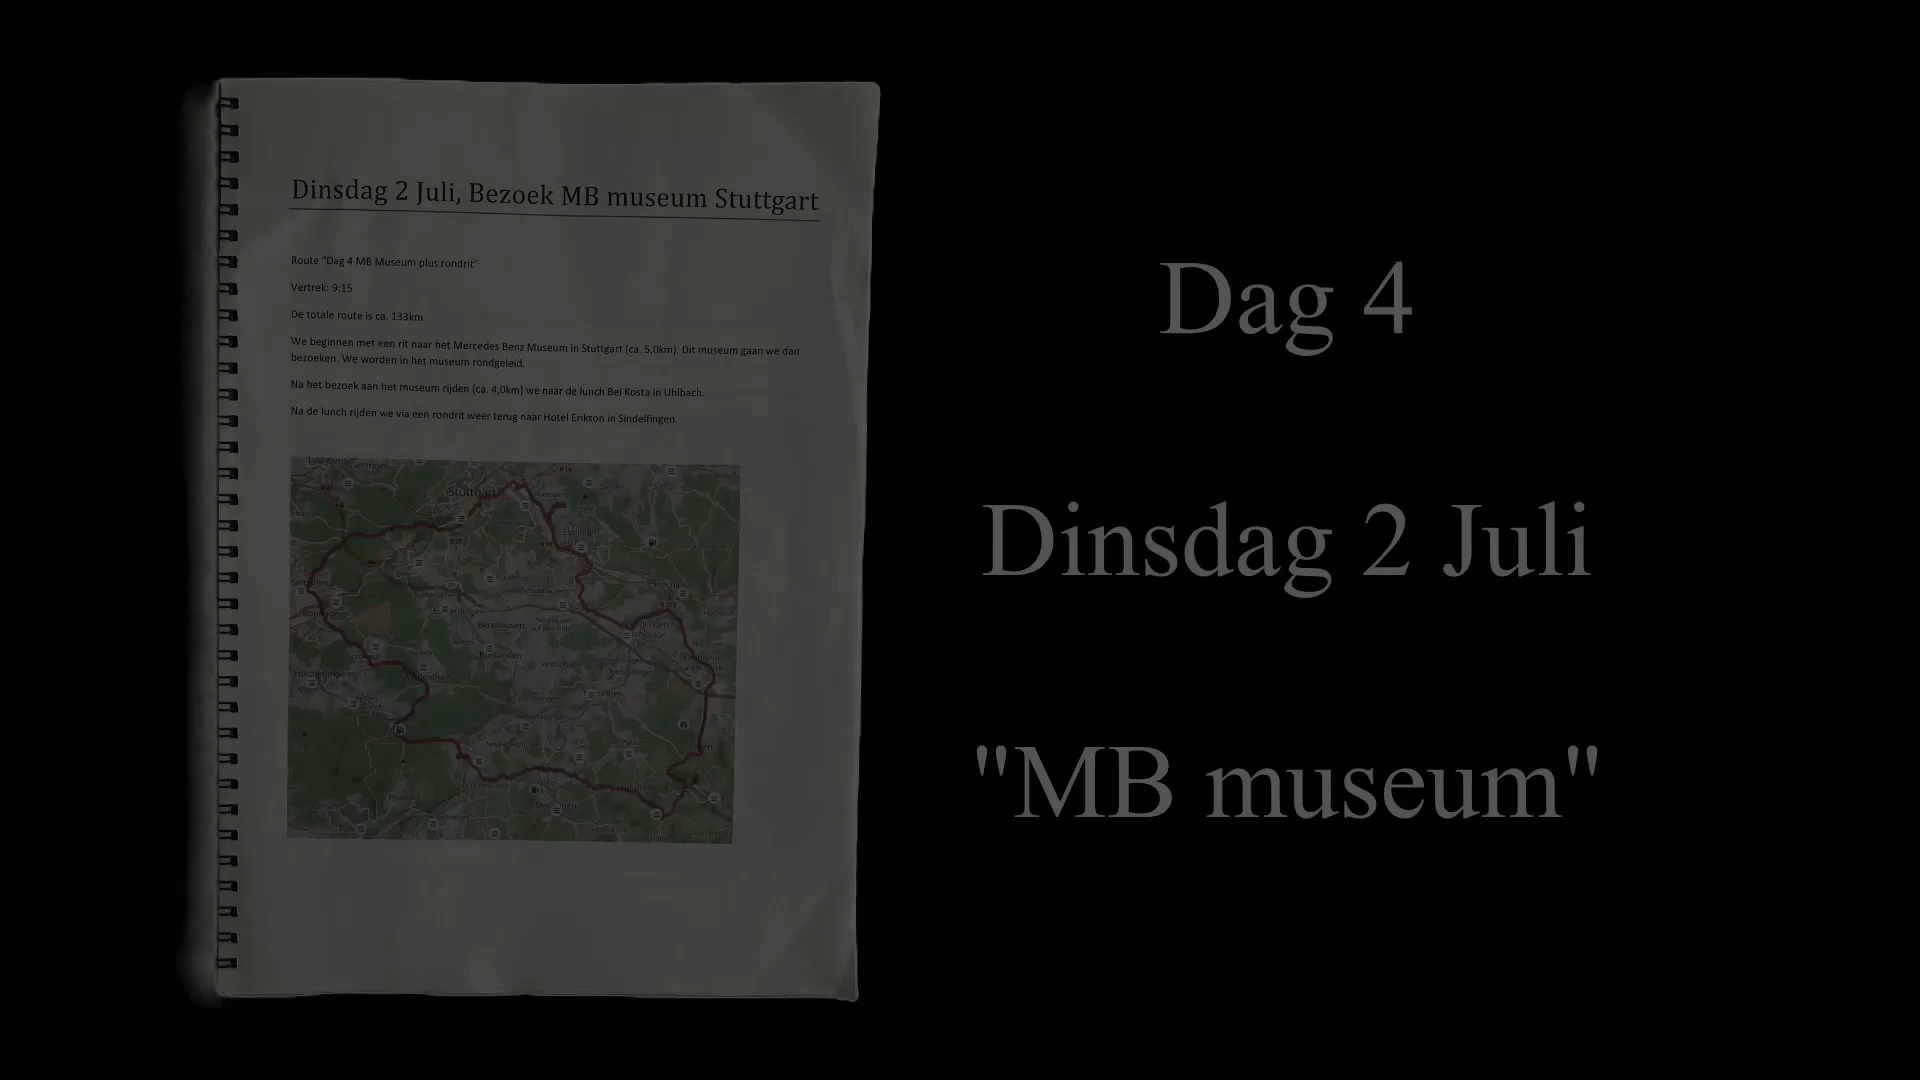 Dinsdag 2 Juli, Bezoek MB museum Stuttgart
Route "Dag 4 MB Museum plus rondrit"
Vertrek: 9:15
De totale route is ca. 133km
We beginnen met een rit naar het Mercedes Benz Museum in Stuttgart (ca. 5,0km). Dit museum gaan we dan
bezoeken. We worden in het museum rondgeleid.
Na het bezoek aan het museum rijden (ca. 4,0km) we naar de lunch Bei Kosta in Uhlbach.
Na de lunch rijden we via een rondrit weer terug naar Hotel Erikson in Sindelfingen.
Stuttgart
Esslingen
Bernhausen
Bonlanden
Dag 4
Dinsdag 2 Juli
"MB museum"